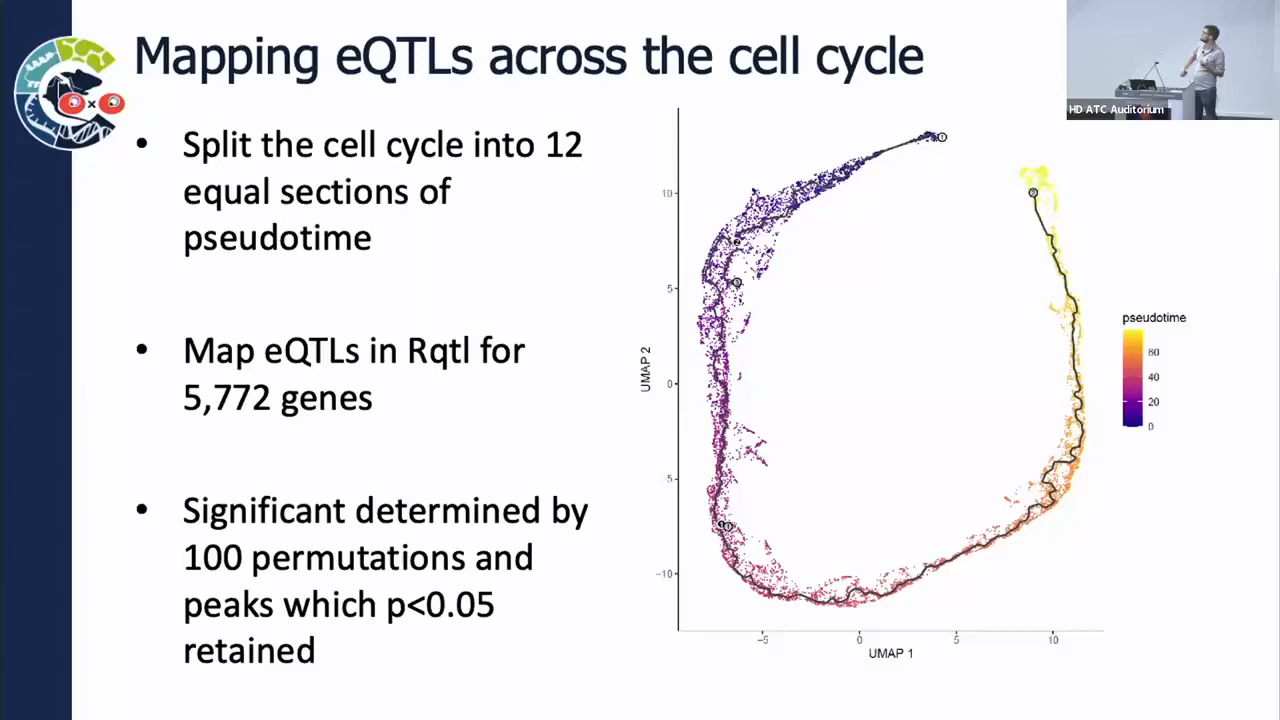 Mapping eQTLs across the cell cycle
HD ATC Auditorium
• Split the cell cycle into 12
equal sections of
pseudotime
• Map eQTLs in Rqtl for
5,772 genes
• Significant determined by
100 permutations and
peaks which p<0.05
retained
10
5
0
-5
-10
UMAP 2
-5
0
5
10
UMAP 1
1
2
pseudotime
80
40
20
0